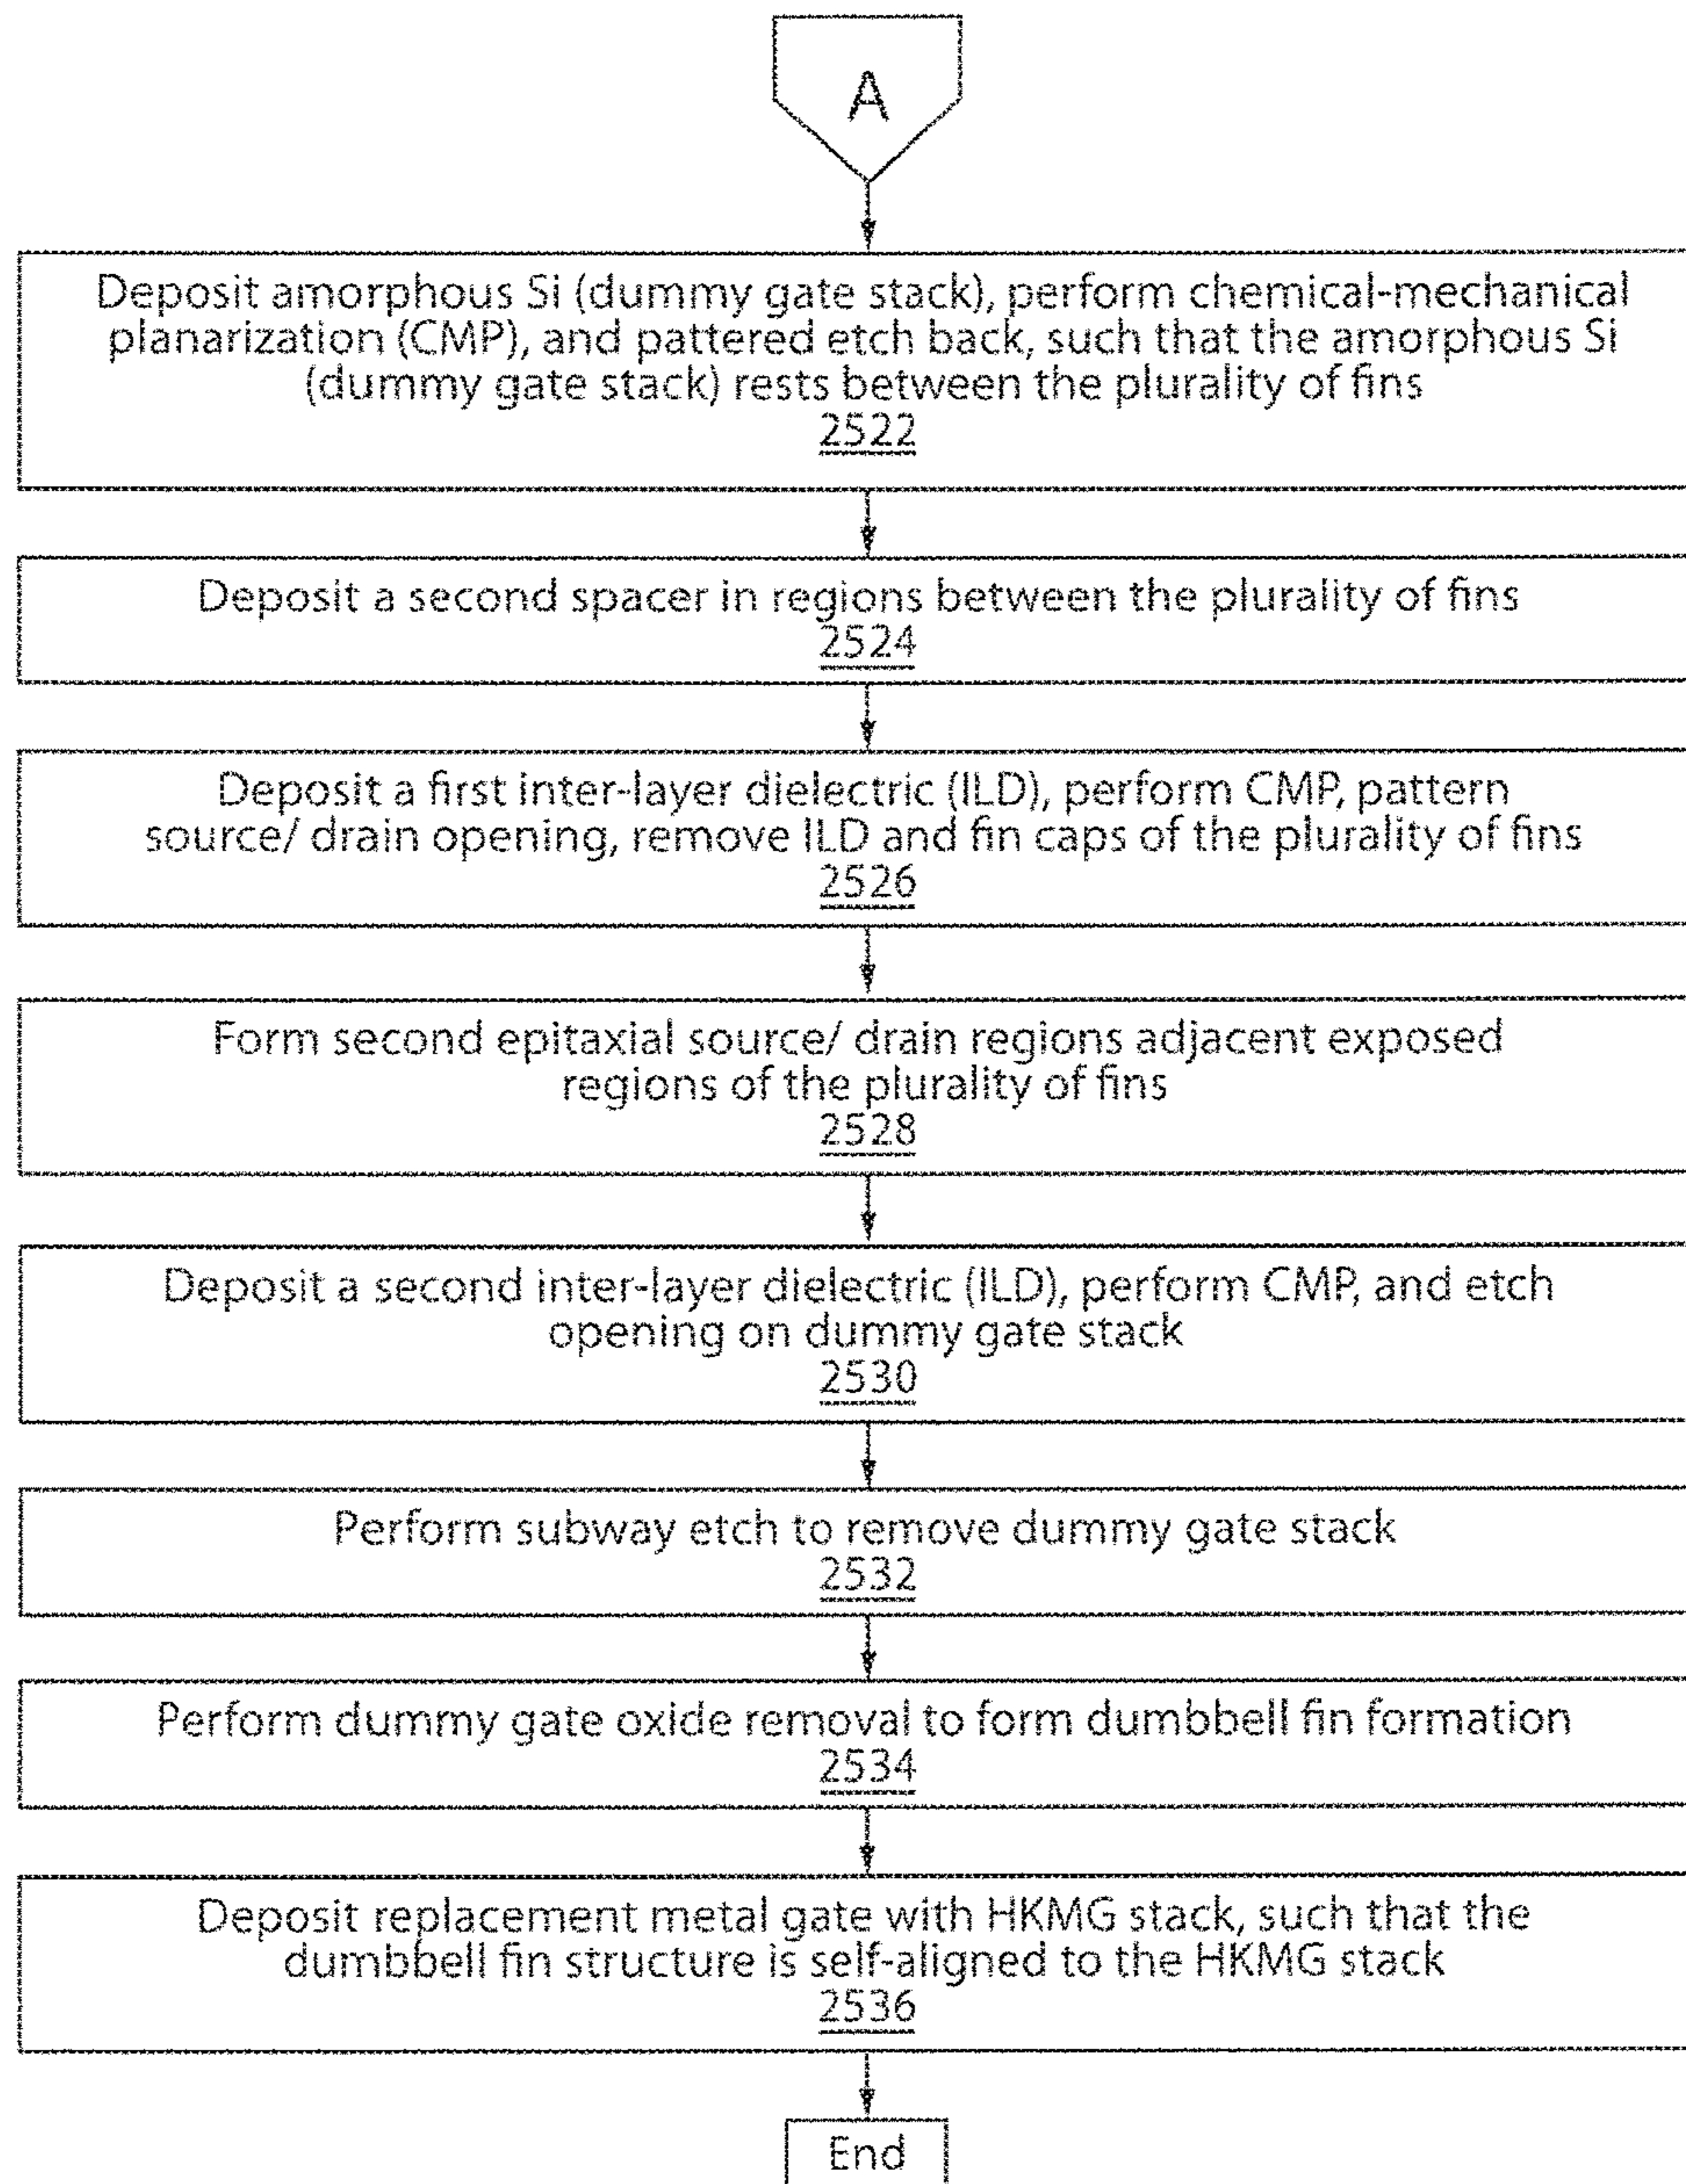 A
Deposit amorphous Si (dummy gate stack), perform chemical-mechanical
planarization (CMP), and pattered etch back, such that the amorphous Si
(dummy gate stack) rests between the plurality of fins
2522
Deposit a second spacer in regions between the plurality of fins
2524
Deposit a first inter-layer dielectric (ILD), perform CMP, pattern
source/ drain opening, remove ILD and fin caps of the plurality of fins
2526
Form second epitaxial source/ drain regions adjacent exposed
regions of the plurality of fins
2528
Deposit a second inter-layer dielectric (ILD), perform CMP, and etch
opening on dummy gate stack
2530
Perform subway etch to remove dummy gate stack
2532
Perform dummy gate oxide removal to form dumbbell fin formation
2534
Deposit replacement metal gate with HKMG stack, such that the
dumbbell fin structure is self-aligned to the HKMG stack
2536
End